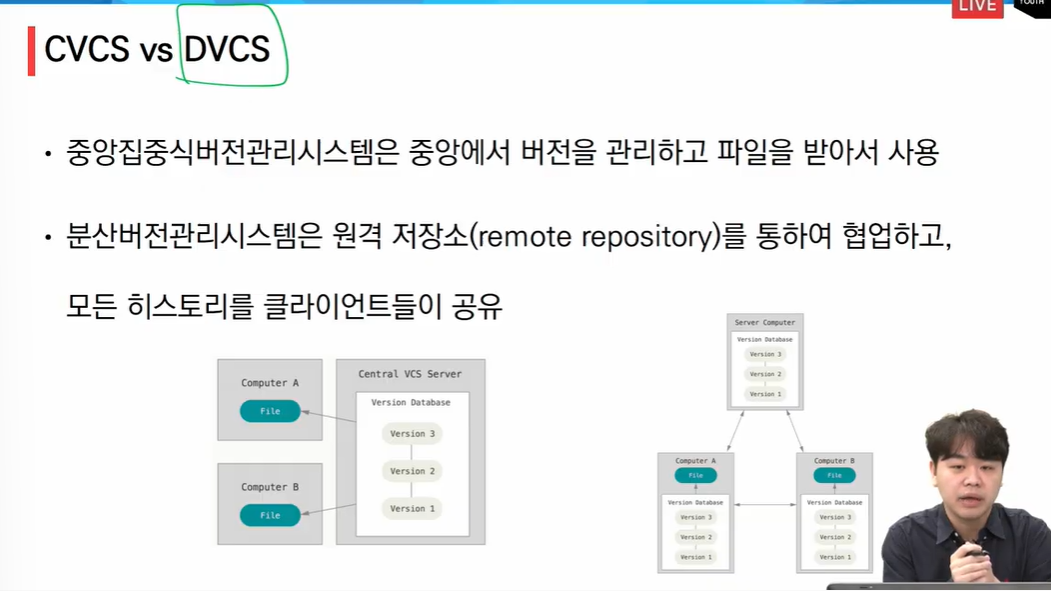 LIVE
YOUTH
CVCS vs DVCS
• 중앙집중식버전관리시스템은 중앙에서 버전을 관리하고 파일을 받아서 사용
• 분산버전관리시스템은 원격 저장소(remote repository)를 통하여 협업하고,
모든 히스토리를 클라이언트들이 공유
Computer A
File
Computer B
File
Central VCS Server
Version Database
Version 3
Version 2
Version 1
Server Computer
Version Database
Version 3
Version 2
Version 1
Computer A
File
Version Database
Version 3
Version 2
Version 1
Computer B
File
Version Database
Version 3
Version 2
Version 1